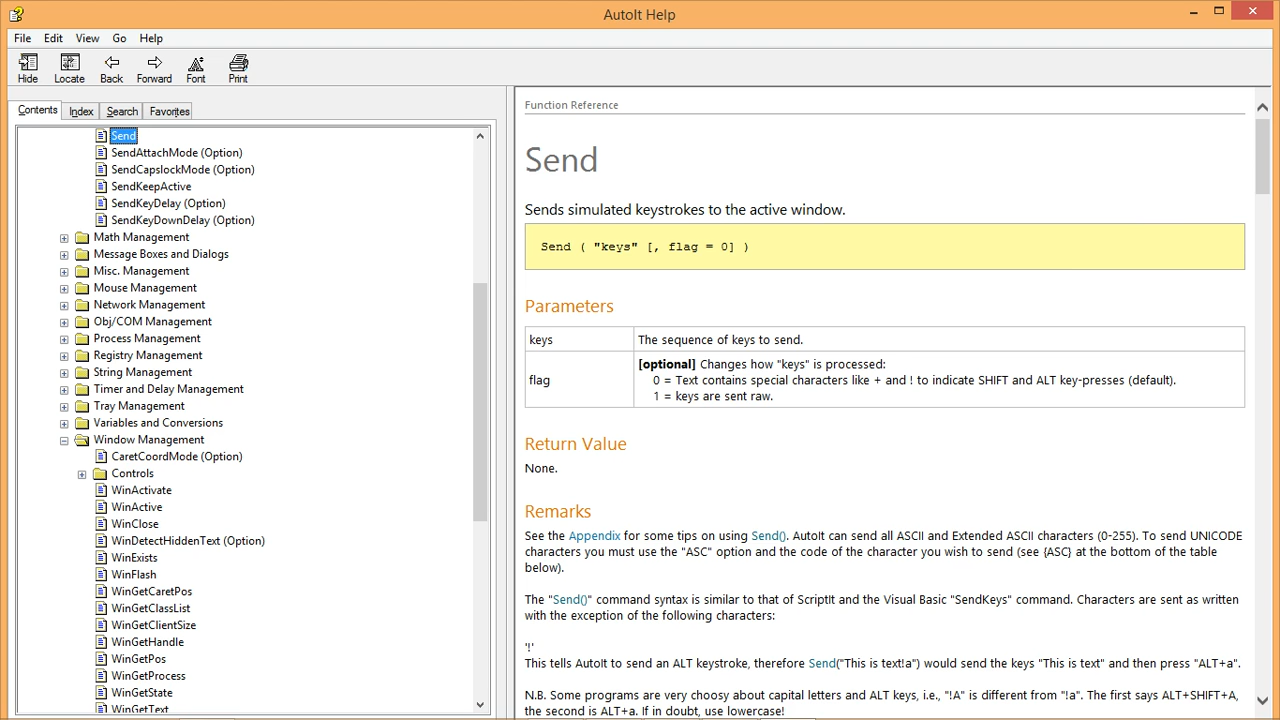 AutoIt Help
File Edit View Go Help
Hide Locate Back Forward Font Print
Contents Index Search Favorites
Send
SendAttachMode (Option)
SendCapslockMode (Option)
SendKeepActive
SendKeyDelay (Option)
SendKeyDownDelay (Option)
Math Management
Message Boxes and Dialogs
Misc. Management
Mouse Management
Network Management
Obj/COM Management
Process Management
Registry Management
String Management
Timer and Delay Management
Tray Management
Variables and Conversions
Window Management
CaretCoordMode (Option)
Controls
WinActivate
WinActive
WinClose
WinDetectHiddenText (Option)
WinExists
WinFlash
WinGetCaretPos
WinGetClassList
WinGetClientSize
WinGetHandle
WinGetPos
WinGetProcess
WinGetState
WinGetText
Function Reference
Send
Sends simulated keystrokes to the active window.
Send ( "keys" [, flag = 0] )
Parameters
keys The sequence of keys to send.
flag [optional] Changes how "keys" is processed:
0 = Text contains special characters like + and ! to indicate SHIFT and ALT key-presses (default).
1 = keys are sent raw.
Return Value
None.
Remarks
See the Appendix for some tips on using Send(). AutoIt can send all ASCII and Extended ASCII characters (0-255). To send UNICODE
characters you must use the "ASC" option and the code of the character you wish to send (see {ASC} at the bottom of the table
below).
The "Send()" command syntax is similar to that of ScriptIt and the Visual Basic "SendKeys" command. Characters are sent as written
with the exception of the following characters:
'!'
This tells AutoIt to send an ALT keystroke, therefore Send("This is text!a") would send the keys "This is text" and then press "ALT+a".
N.B. Some programs are very choosy about capital letters and ALT keys, i.e., "!A" is different from "!a". The first says ALT+SHIFT+A,
the second is ALT+a. If in doubt, use lowercase!